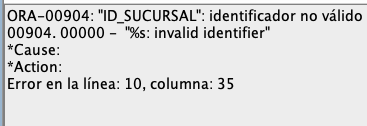 ORA-00904: "ID_SUCURSAL": identificador no válido
00904. 00000 -  "%s: invalid identifier"
*Cause:
*Action:
Error en la línea: 10, columna: 35